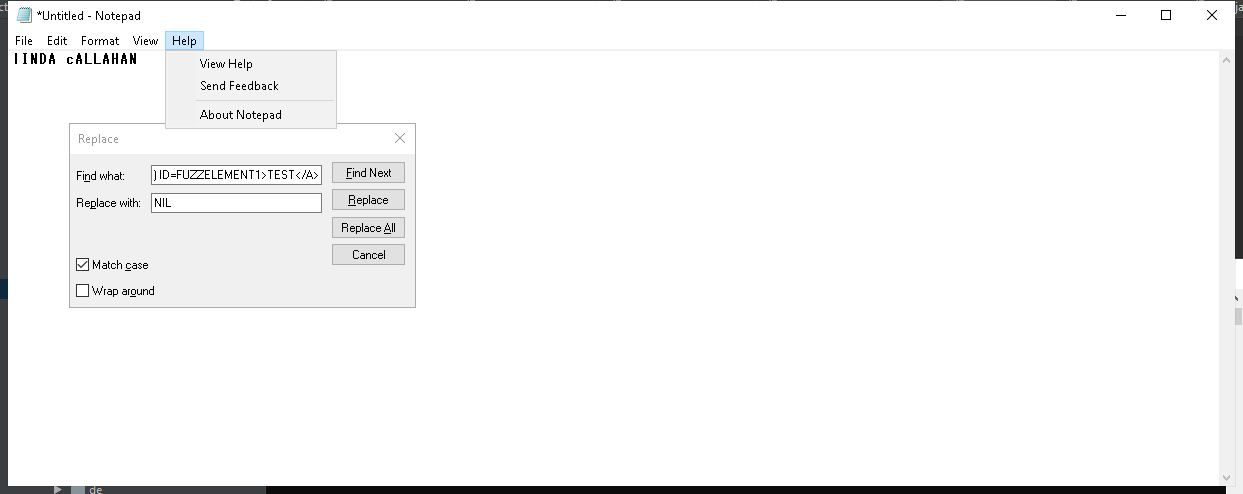 *Untitled - Notepad
File Edit Format View Help
lINDA cALLAHAN
View Help
Send Feedback
About Notepad
Replace
Find what: )ID=FUZZELEMENT1>TEST</A> Find Next
Replace with: NIL Replace
Replace All
Cancel
Match case
Wrap around
de